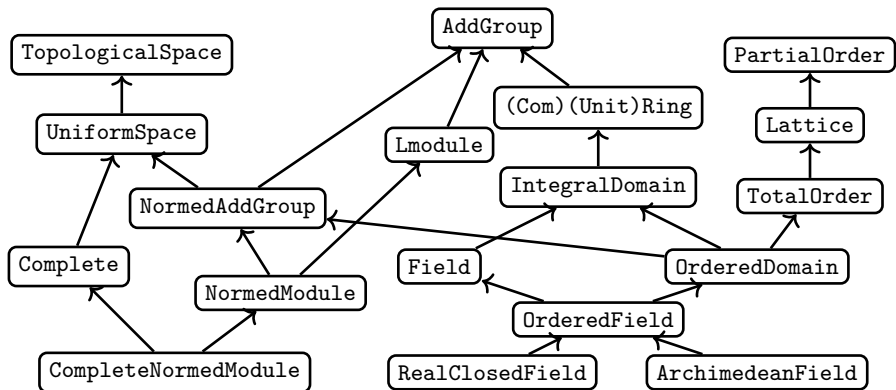 AddGroup
TopologicalSpace
PartialOrder
(Com)(Unit)Ring
UniformSpace
Lattice
Lmodule
IntegralDomain
TotalOrder
NormedAddGroup
Complete
Field
OrderedDomain
NormedModule
OrderedField
CompleteNormedModule
RealClosedField
ArchimedeanField